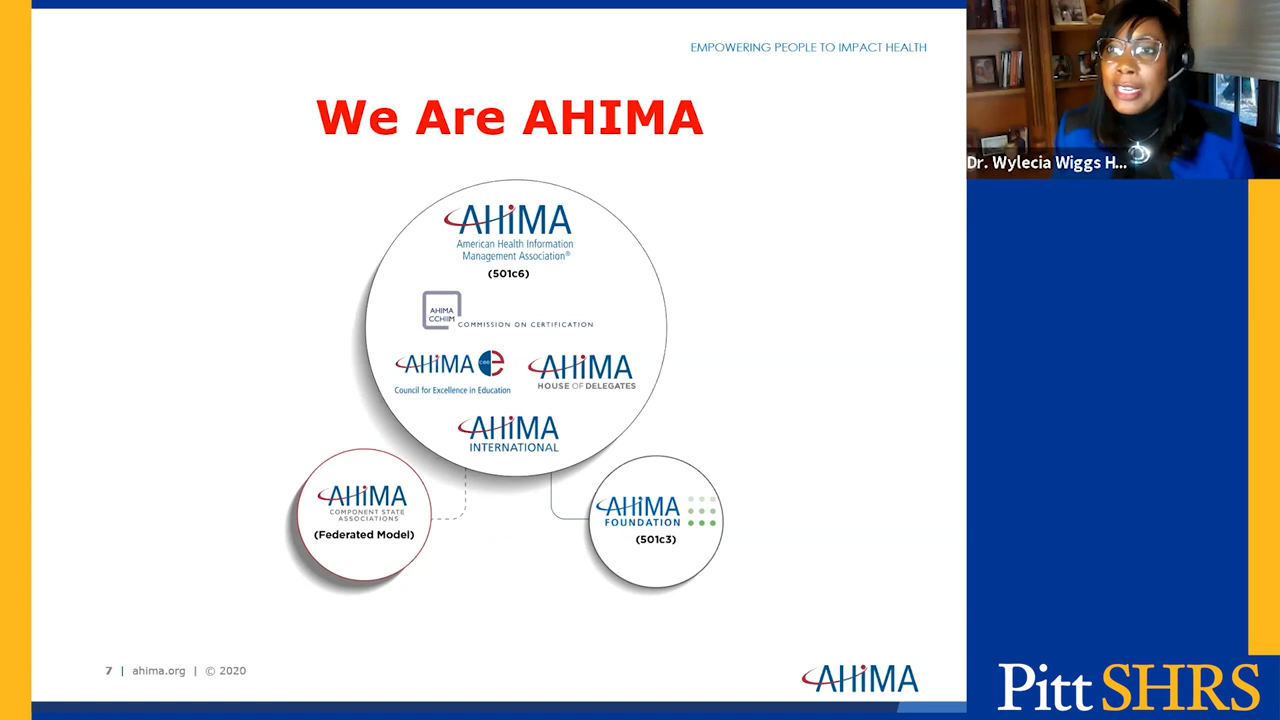 EMPOWERING PEOPLE TO IMPACT HEALTH
We Are AHIMA
AHiMA
American Health Information
Management Association®
(501c6)
AHIMA
CCHIIM
COMMISSION ON CERTIFICATION
AHiMA cee
Council for Excellence in Education
AHiMA
HOUSE OF DELEGATES
AHiMA
INTERNATIONAL
AHiMA
COMPONENT STATE
ASSOCIATIONS
(Federated Model)
AHiMA
FOUNDATION
(501c3)
7 | ahima.org | © 2020
AHiMA
Dr. Wylecia Wiggs H...
Pitt SHRS